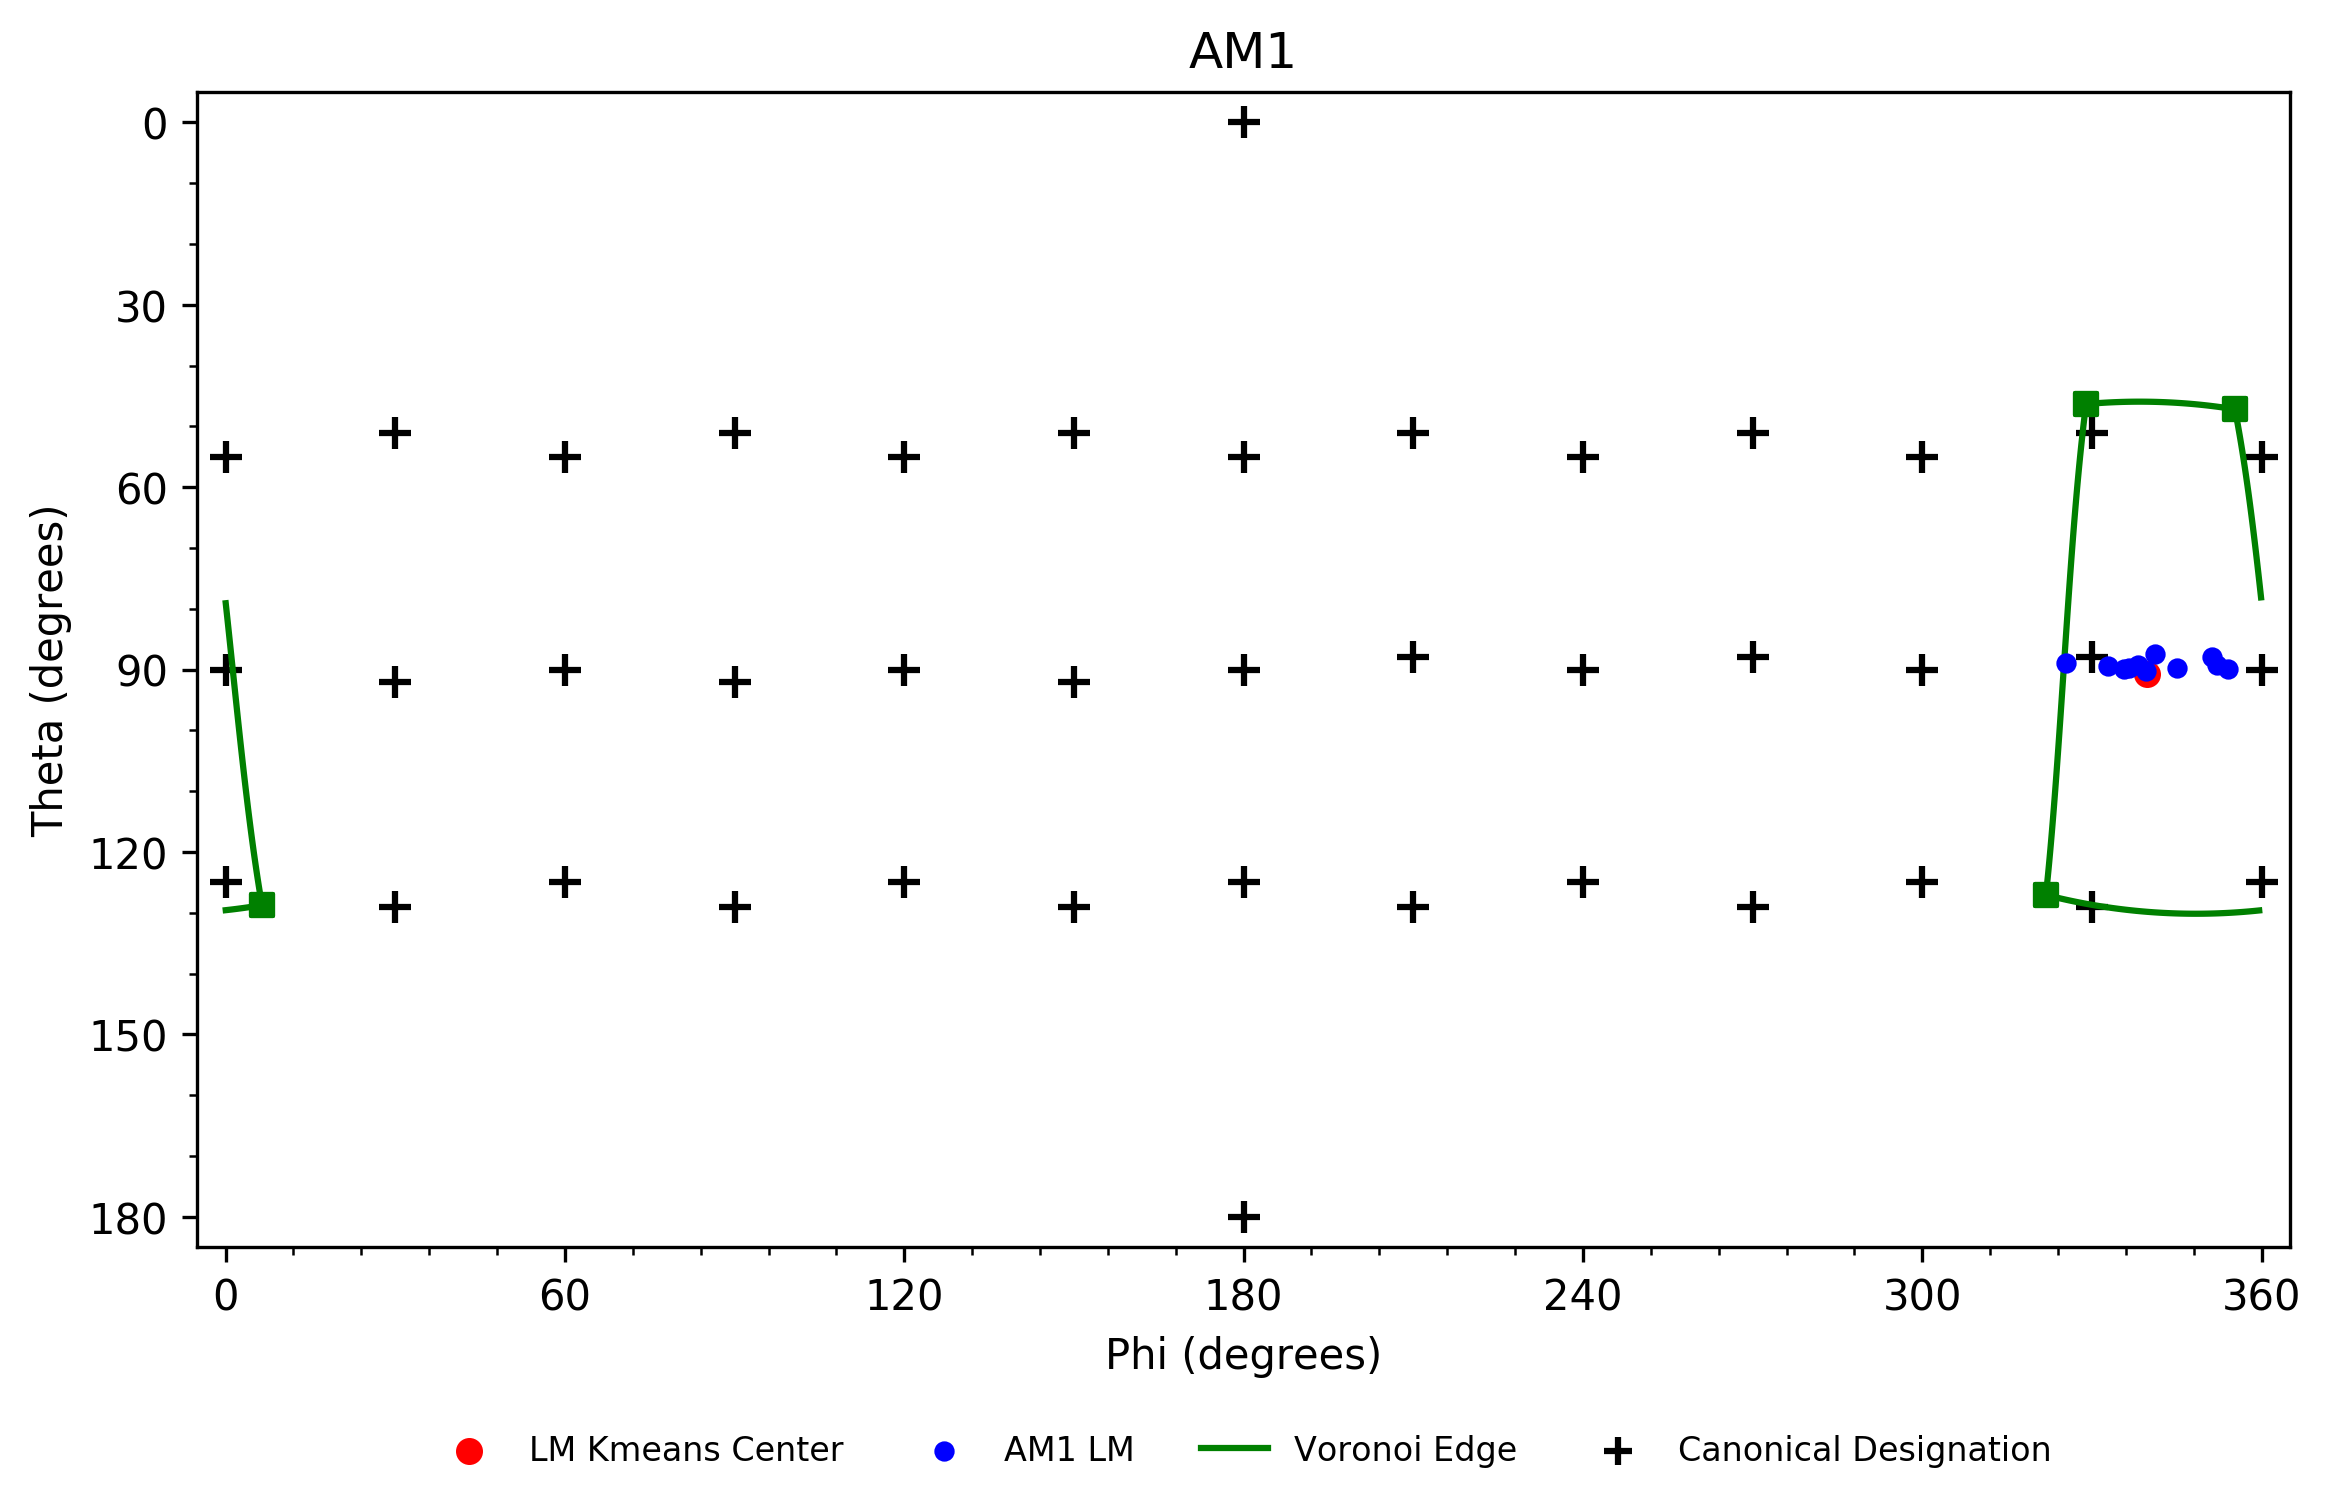 AM1
0
30
60
90
120
150
180
Theta (degrees)
0 60 120 180 240 300 360
Phi (degrees)
LM Kmeans Center AM1 LM Voronoi Edge Canonical Designation